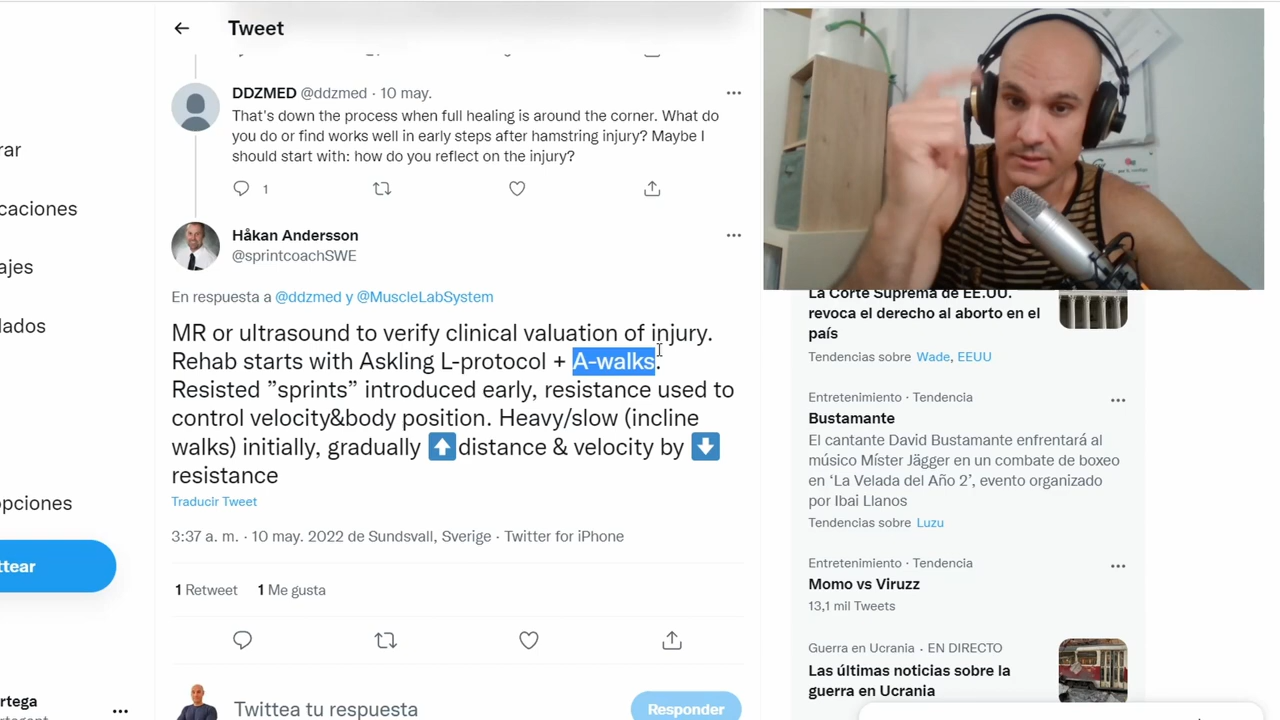 Tweet
DDZMED @ddzmed · 10 may.
That's down the process when full healing is around the corner. What do
you do or find works well in early steps after hamstring injury? Maybe I
should start with: how do you reflect on the injury?
1
Håkan Andersson
@sprintcoachSWE
En respuesta a @ddzmed y @MuscleLabSystem
MR or ultrasound to verify clinical valuation of injury.
Rehab starts with Askling L-protocol + A-walks.
Resisted ”sprints” introduced early, resistance used to
control velocity&body position. Heavy/slow (incline
walks) initially, gradually ⬆distance & velocity by ⬇
resistance
Traducir Tweet
3:37 a. m. · 10 may. 2022 de Sundsvall, Sverige · Twitter for iPhone
1 Retweet 1 Me gusta
Twittea tu respuesta
Responder
rar
caciones
ajes
lados
opciones
ttear
rtega
La Corte Suprema de EE.UU.
revoca el derecho al aborto en el
país
Tendencias sobre Wade, EEUU
Entretenimiento · Tendencia
Bustamante
El cantante David Bustamante enfrentará al
músico Míster Jägger en un combate de boxeo
en ‘La Velada del Año 2’, evento organizado
por Ibai Llanos
Tendencias sobre Luzu
Entretenimiento · Tendencia
Momo vs Viruzz
13,1 mil Tweets
Guerra en Ucrania · EN DIRECTO
Las últimas noticias sobre la
guerra en Ucrania